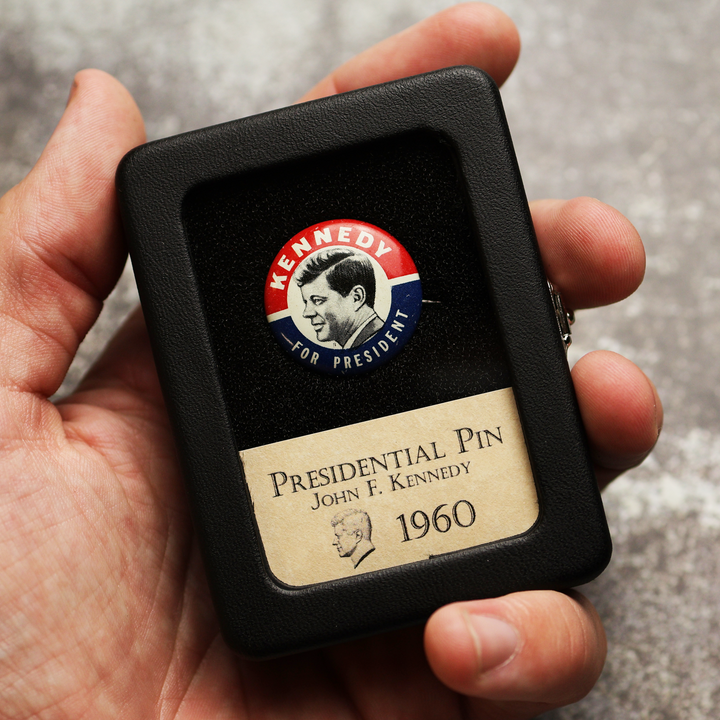 KENNEDY
FOR PRESIDENT
PRESIDENTIAL PIN
JOHN F. KENNEDY
1960